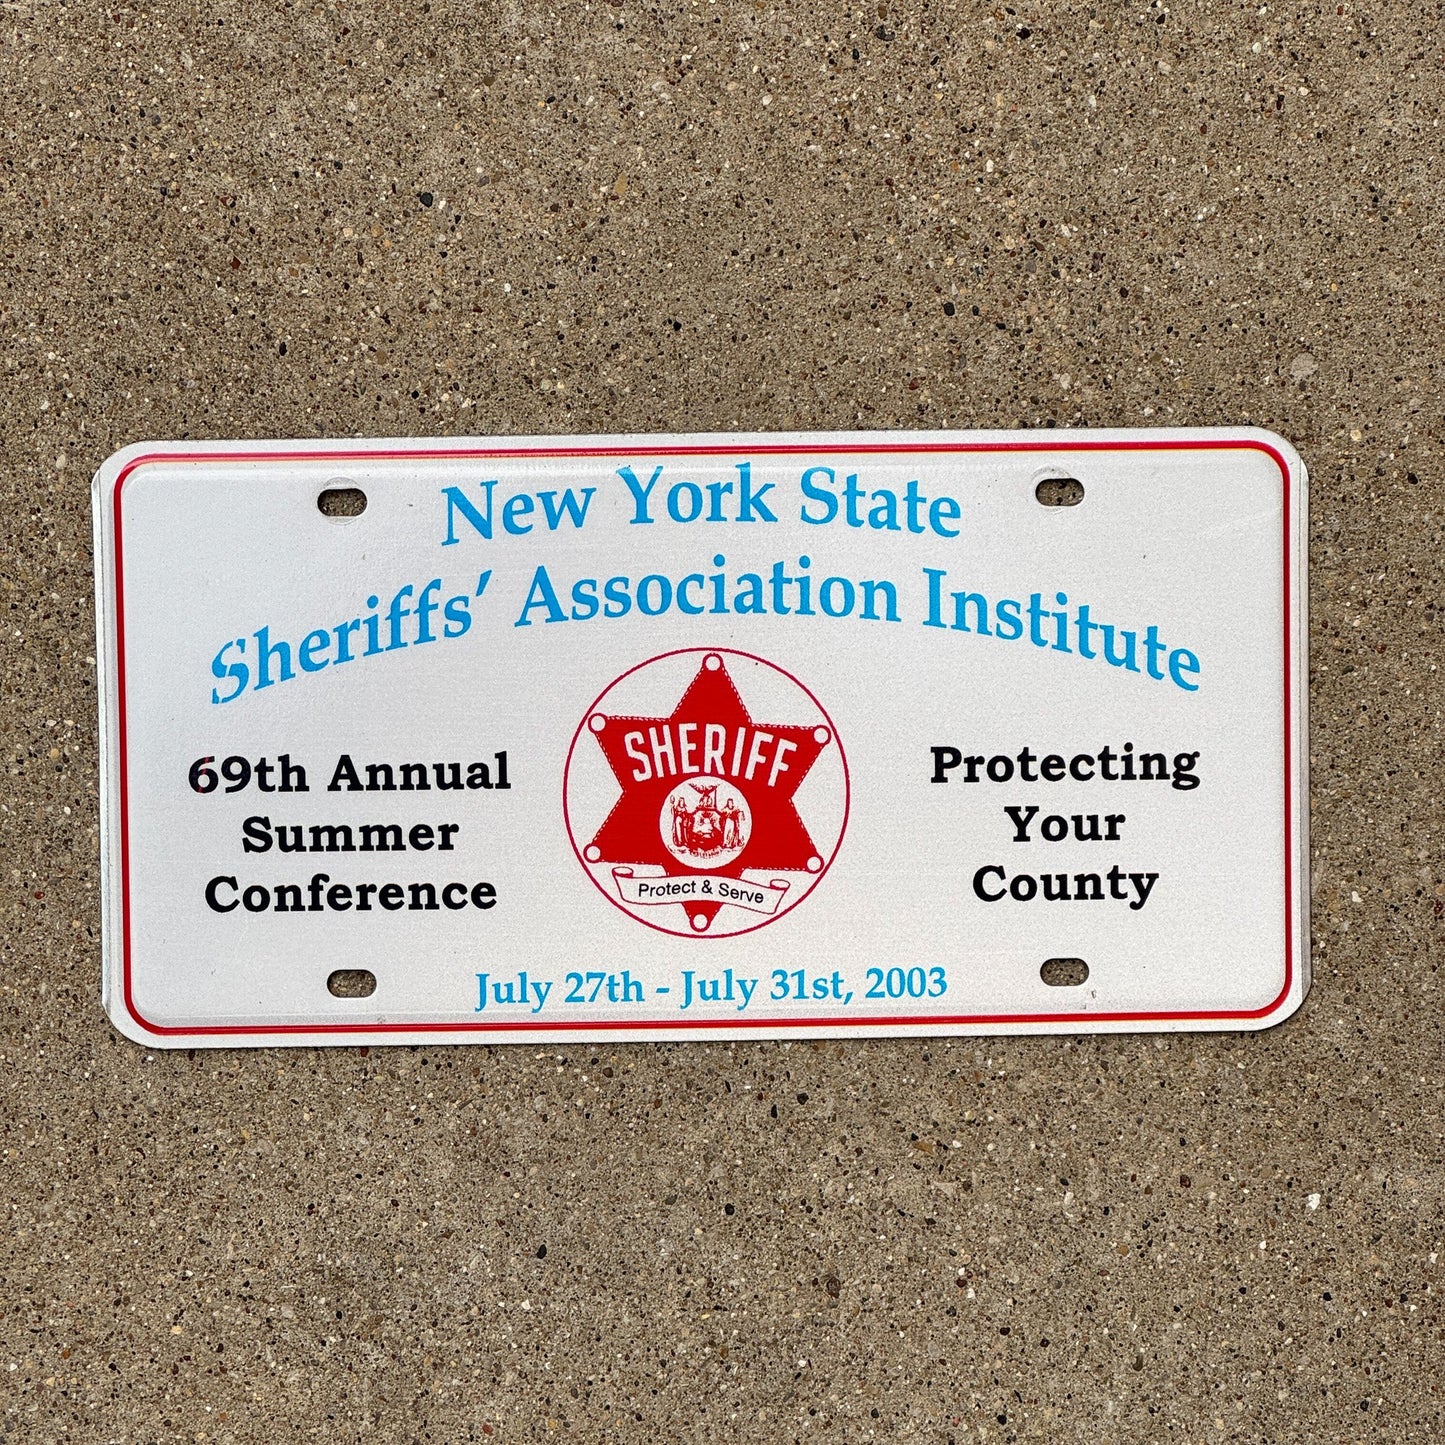 New York State
Sheriffs' Association Institute
69th Annual
Summer
Conference
SHERIFF
Protect & Serve
Protecting
Your
County
July 27th - July 31st, 2003